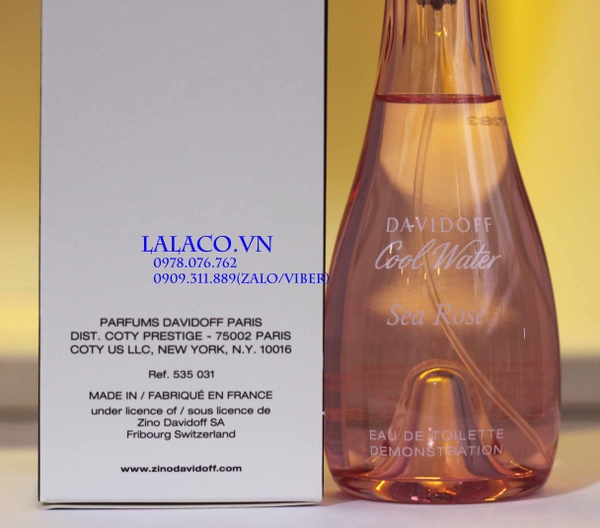 LALACO.VN
0978.076.762
0909.311.889(ZALO/VIBER)
PARFUMS DAVIDOFF PARIS
DIST. COTY PRESTIGE - 75002 PARIS
COTY US LLC, NEW YORK, N.Y. 10016
Ref. 535 031
MADE IN / FABRIQUÉ EN FRANCE
under licence of / sous licence de
Zino Davidoff SA
Fribourg Switzerland
www.zinodavidoff.com
DAVIDOFF
Cool Water
Sea Rose
EAU DE TOILETTE
DEMONSTRATION